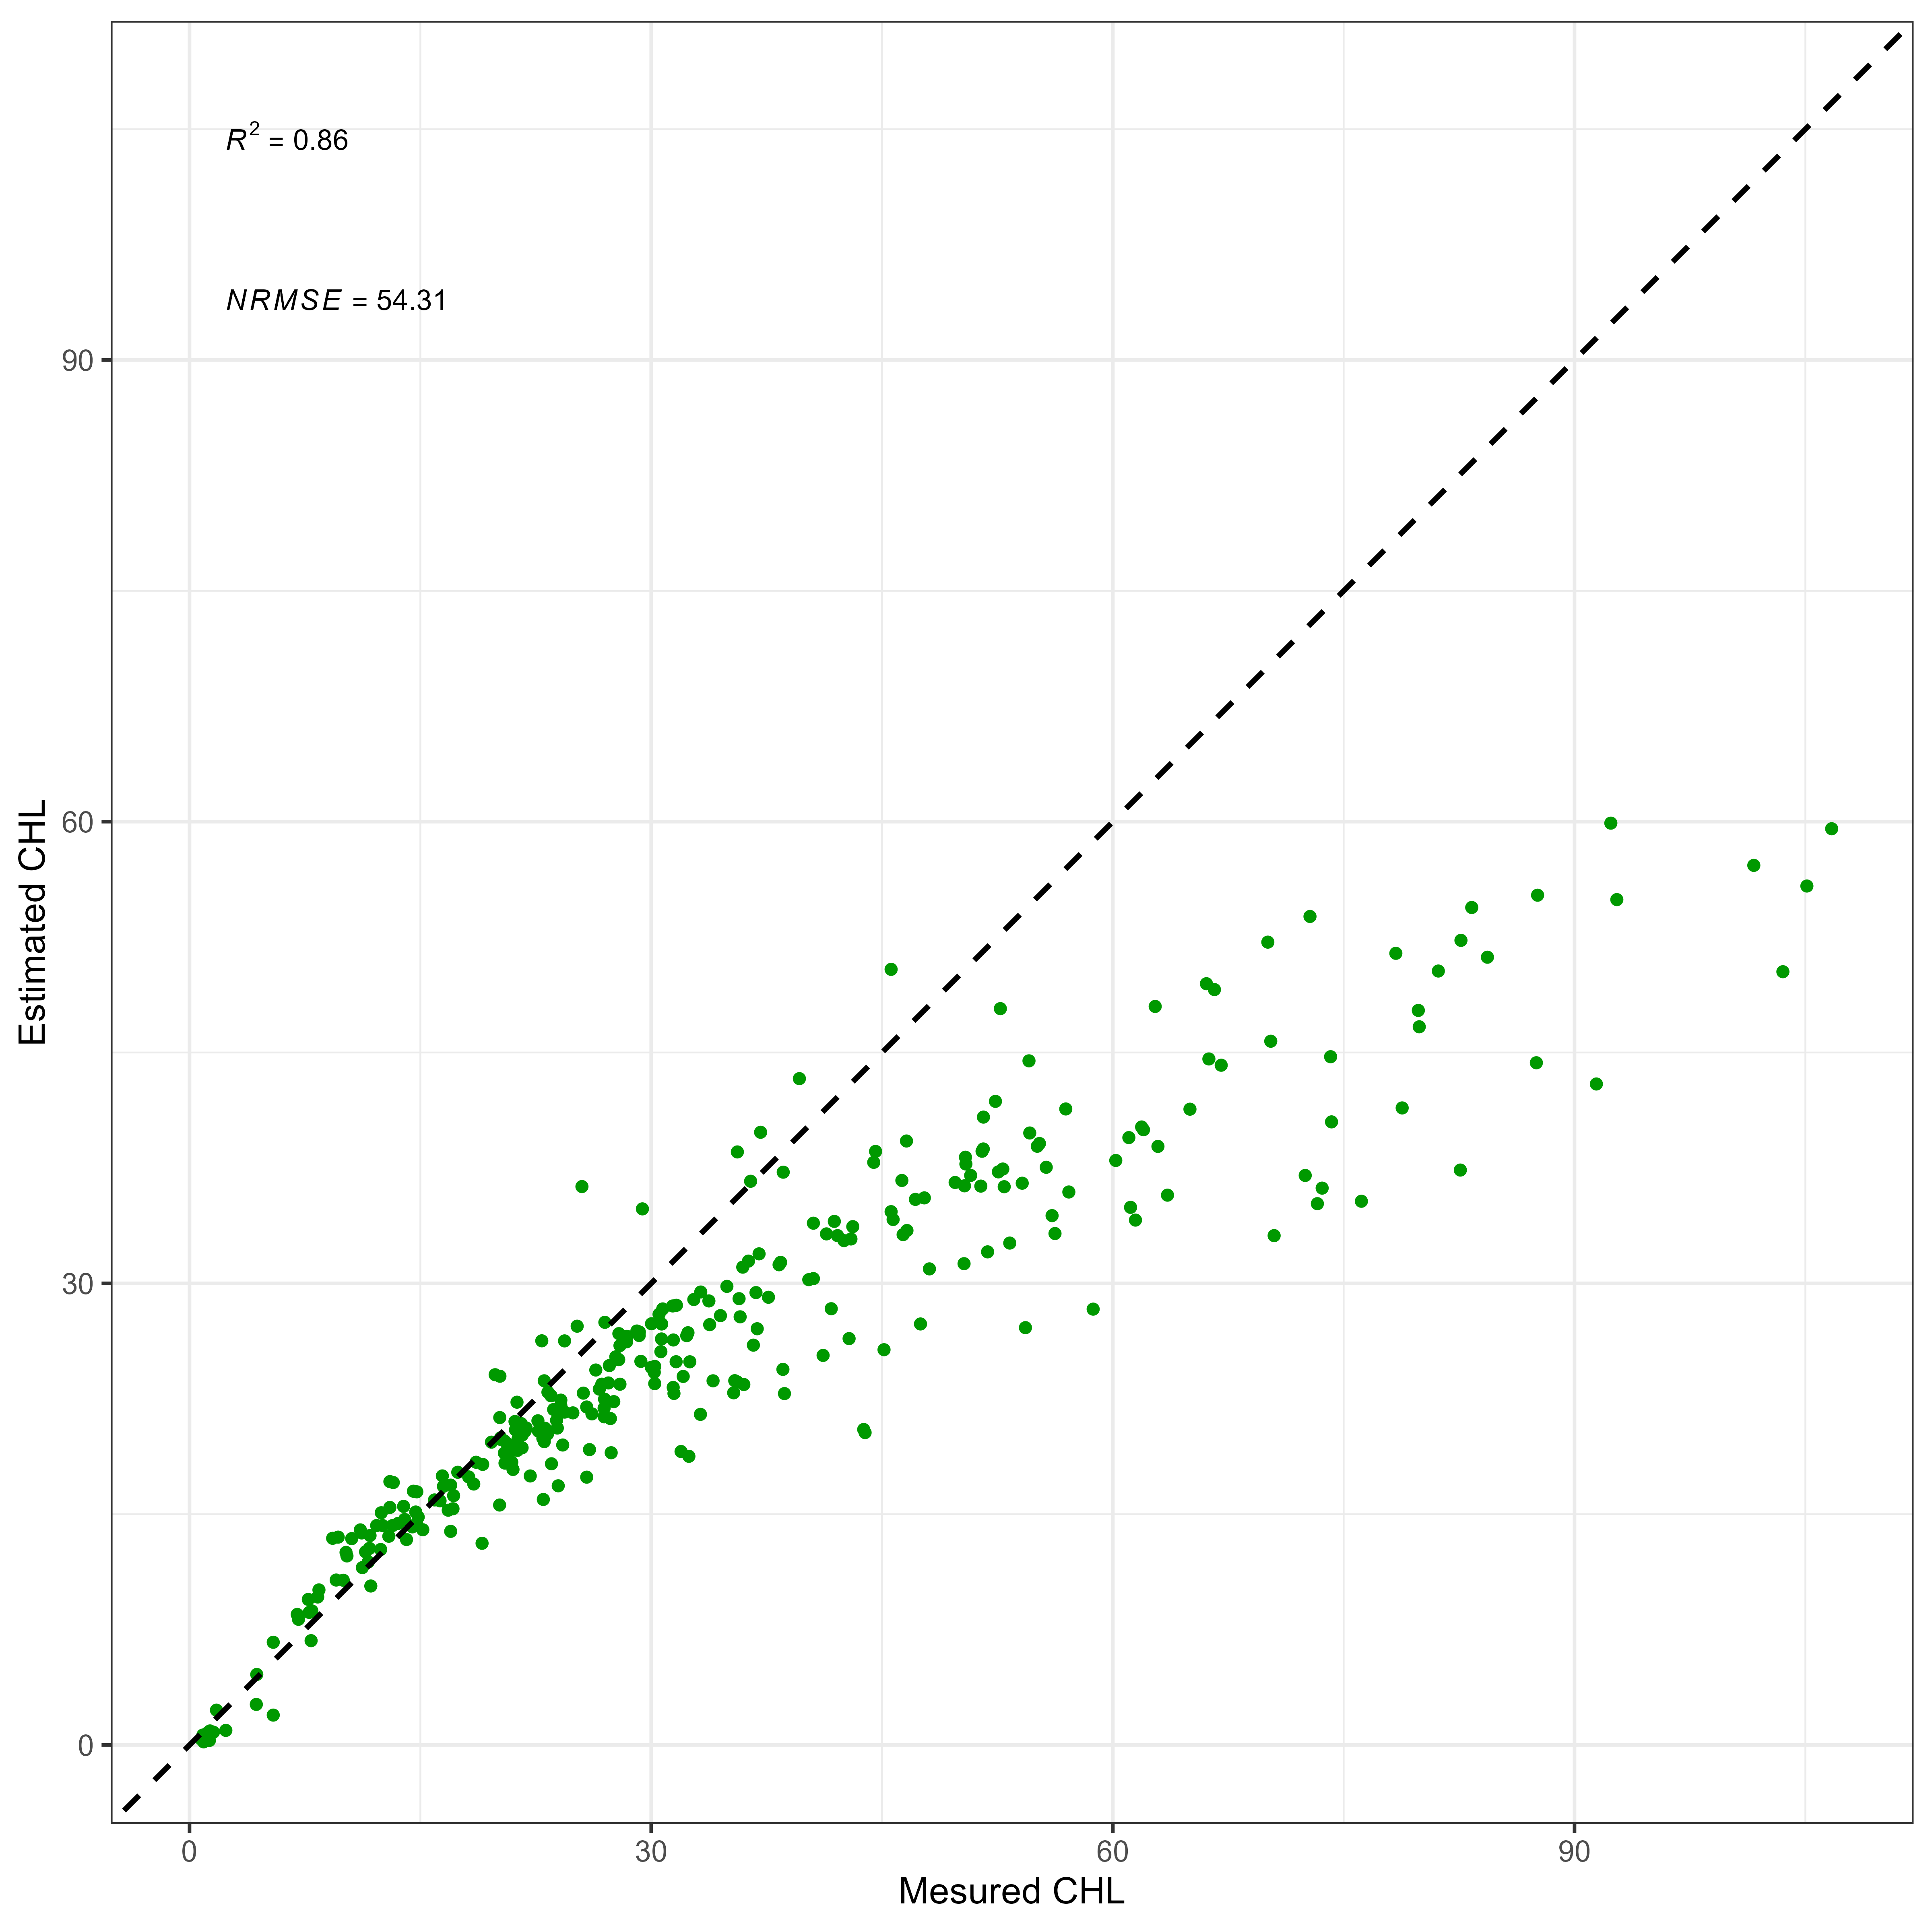 R² = 0.86
NRMSE = 54.31
90
60
30
0
Estimated CHL
0 30 60 90
Mesured CHL